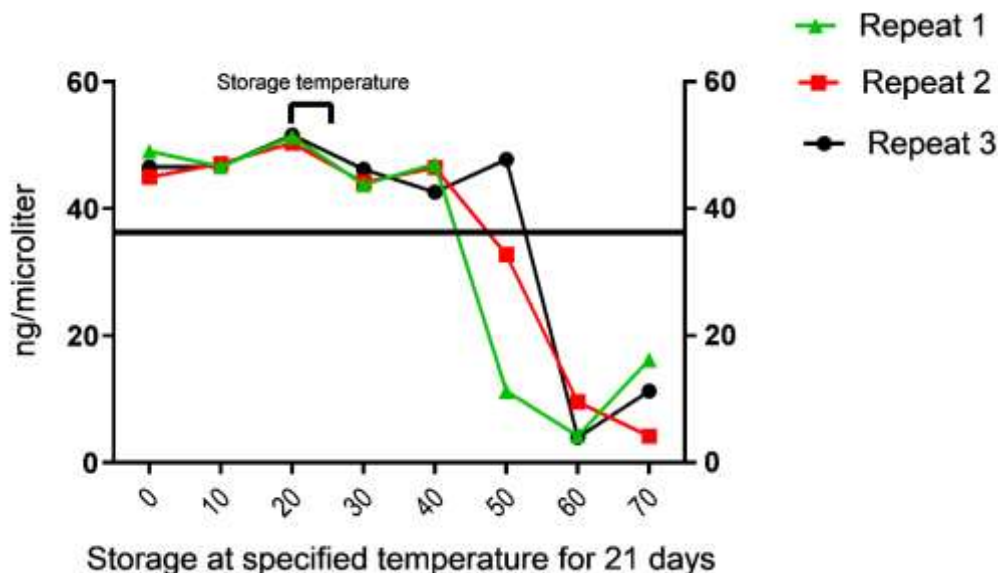 Repeat 1
Repeat 2
Repeat 3
Storage temperature
60 60
40 40
20 20
0 0
ng/microliter
0 10 20 30 40 50 60 70
Storage at specified temperature for 21 days